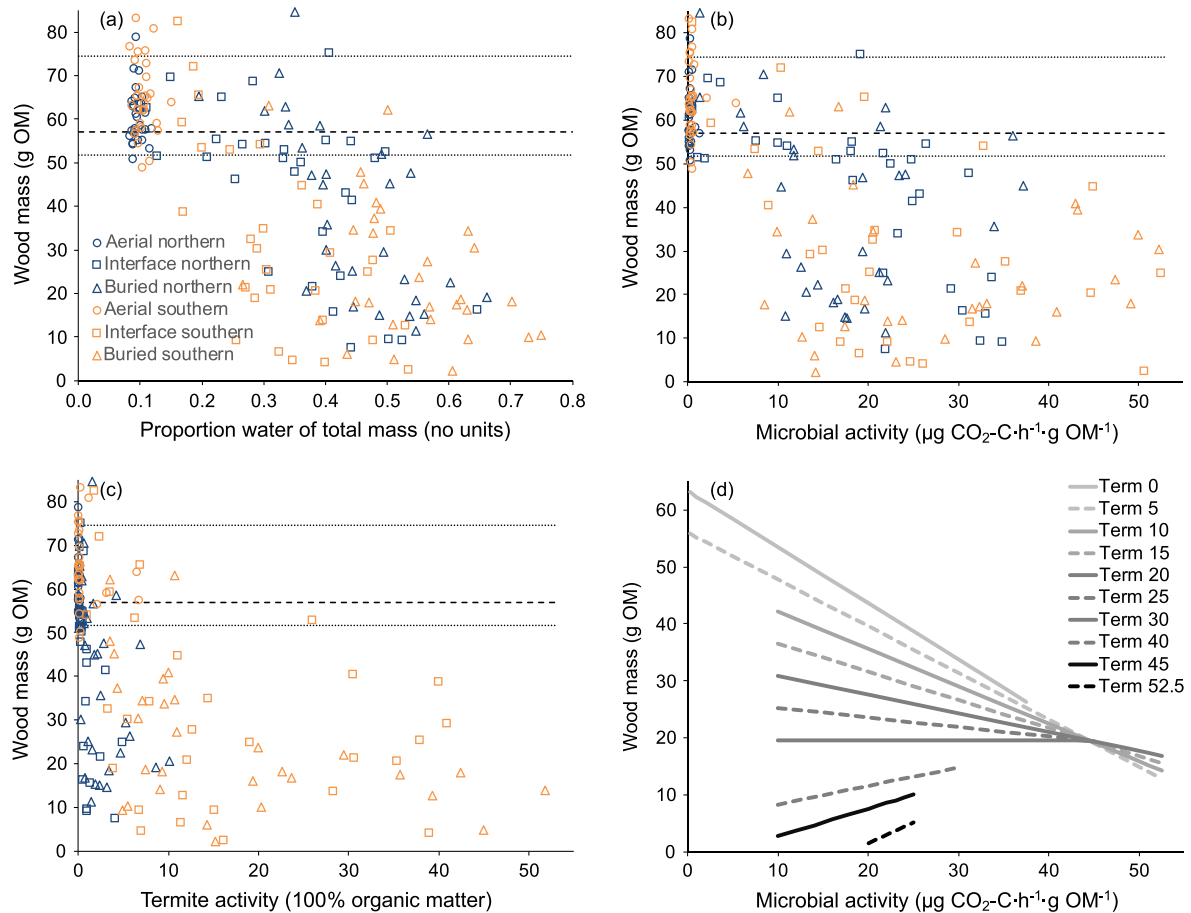 (a)
Wood mass (g OM)
80
70
60
50
40
30
20
10
0
Aerial northern
Interface northern
Buried northern
Aerial southern
Interface southern
Buried southern
0.0 0.1 0.2 0.3 0.4 0.5 0.6 0.7 0.8
Proportion water of total mass (no units)
(b)
Wood mass (g OM)
80
70
60
50
40
30
20
10
0
0 10 20 30 40 50
Microbial activity (µg CO₂-C·h⁻¹·g OM⁻¹)
(c)
Wood mass (g OM)
80
70
60
50
40
30
20
10
0
0 10 20 30 40 50
Termite activity (100% organic matter)
(d)
Wood mass (g OM)
60
50
40
30
20
10
0
Term 0
Term 5
Term 10
Term 15
Term 20
Term 25
Term 30
Term 40
Term 45
Term 52.5
0 10 20 30 40 50
Microbial activity (µg CO₂-C·h⁻¹·g OM⁻¹)